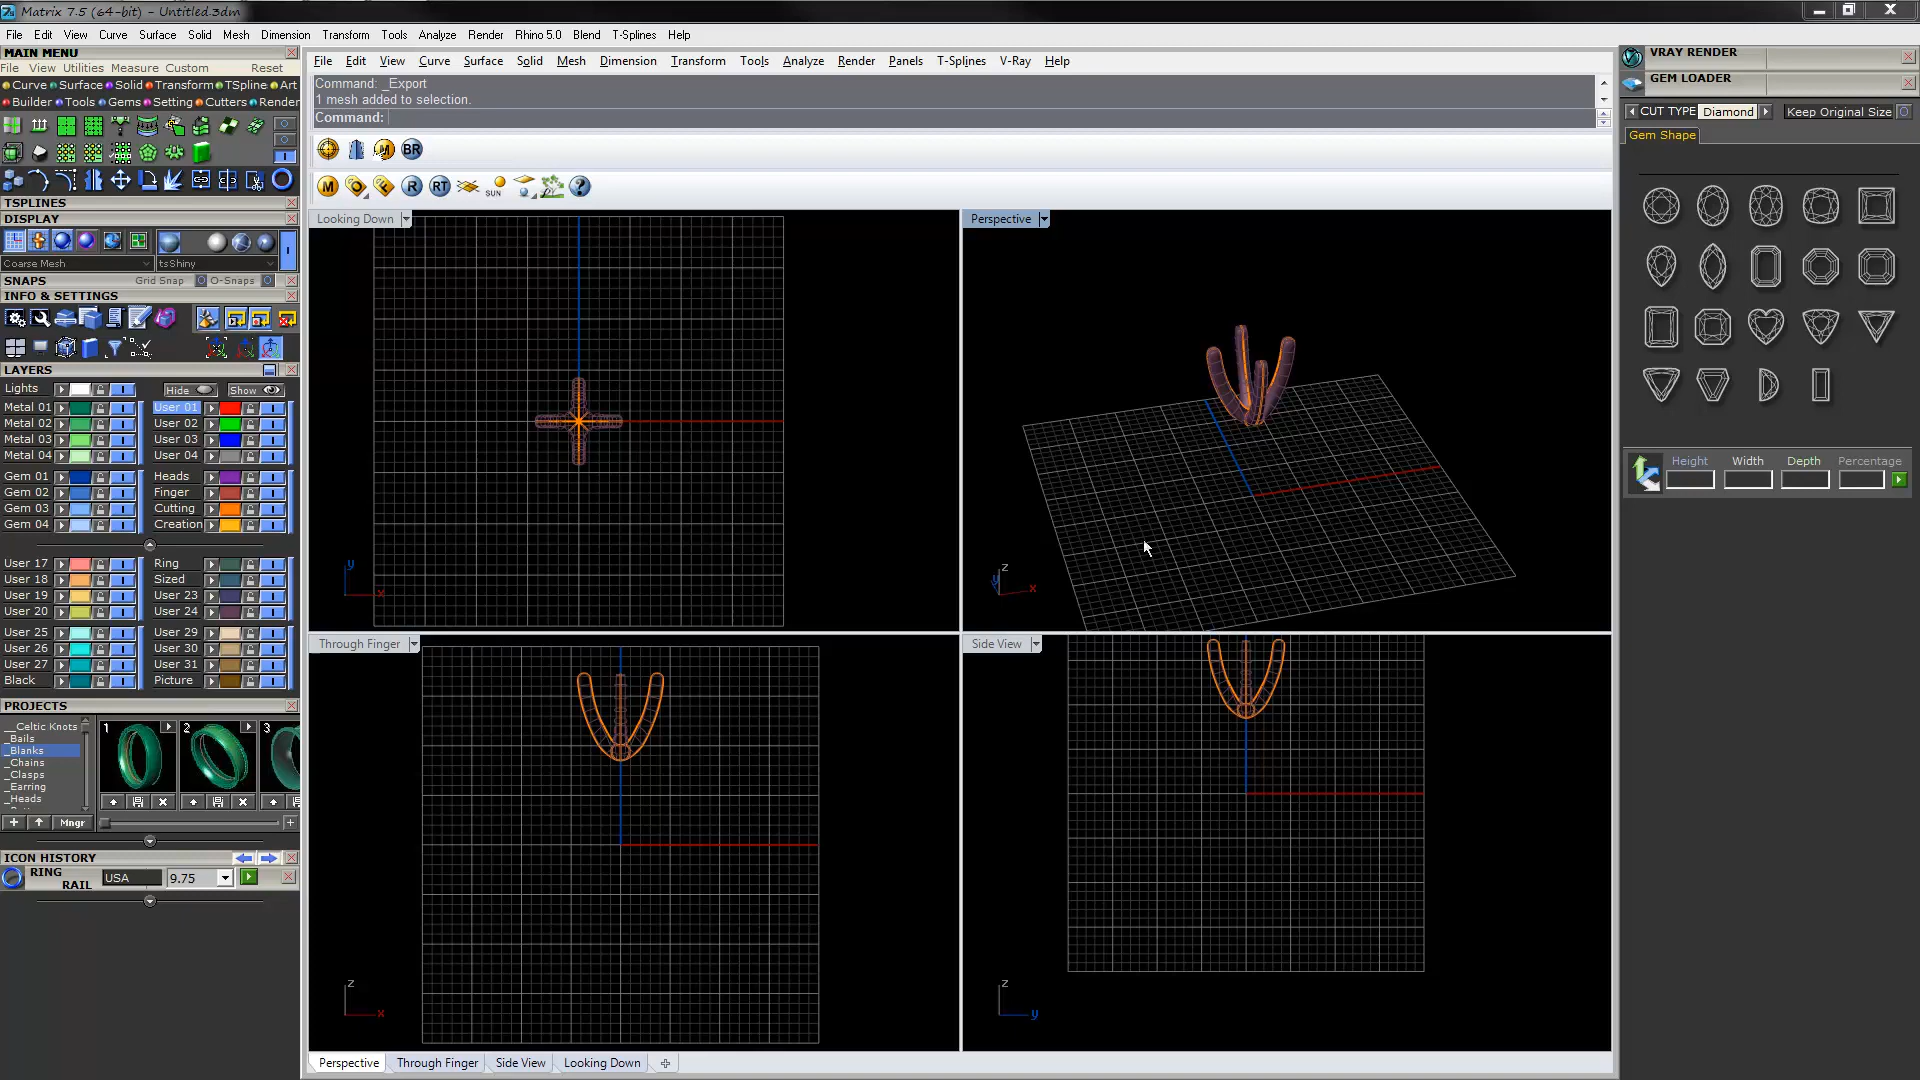 Matrix 7.5 (64-bit) - Untitled.3dm
File Edit View Curve Surface Solid Mesh Dimension Transform Tools Analyze Render Rhino 5.0 Blend T-Splines Help
MAIN MENU
File View Utilities Measure Custom Reset
Curve Surface Solid Transform TSpline Art
Builder Tools Gems Setting Cutters Render
TSPLINES
DISPLAY
Coarse Mesh tsShiny
SNAPS Grid Snap O-Snaps
INFO & SETTINGS
LAYERS
Lights Hide Show
Metal 01 User 01
Metal 02 User 02
Metal 03 User 03
Metal 04 User 04
Gem 01 Heads
Gem 02 Finger
Gem 03 Cutting
Gem 04 Creation
User 17 Ring
User 18 Sized
User 19 User 23
User 20 User 24
User 25 User 29
User 26 User 30
User 27 User 31
Black Picture
PROJECTS
__Celtic Knots
_Bails
_Blanks
_Chains
_Clasps
_Earring
_Heads
1 2 3
Mngr
ICON HISTORY
RING RAIL USA 9.75
File Edit View Curve Surface Solid Mesh Dimension Transform Tools Analyze Render Panels T-Splines V-Ray Help
Command: _Export
1 mesh added to selection.
Command:
M BR
M O F R RT SUN ?
Looking Down
y
x
Perspective
z
y
x
Through Finger
z
x
Side View
z
y
Perspective Through Finger Side View Looking Down
VRAY RENDER
GEM LOADER
CUT TYPE Diamond Keep Original Size
Gem Shape
Height Width Depth Percentage